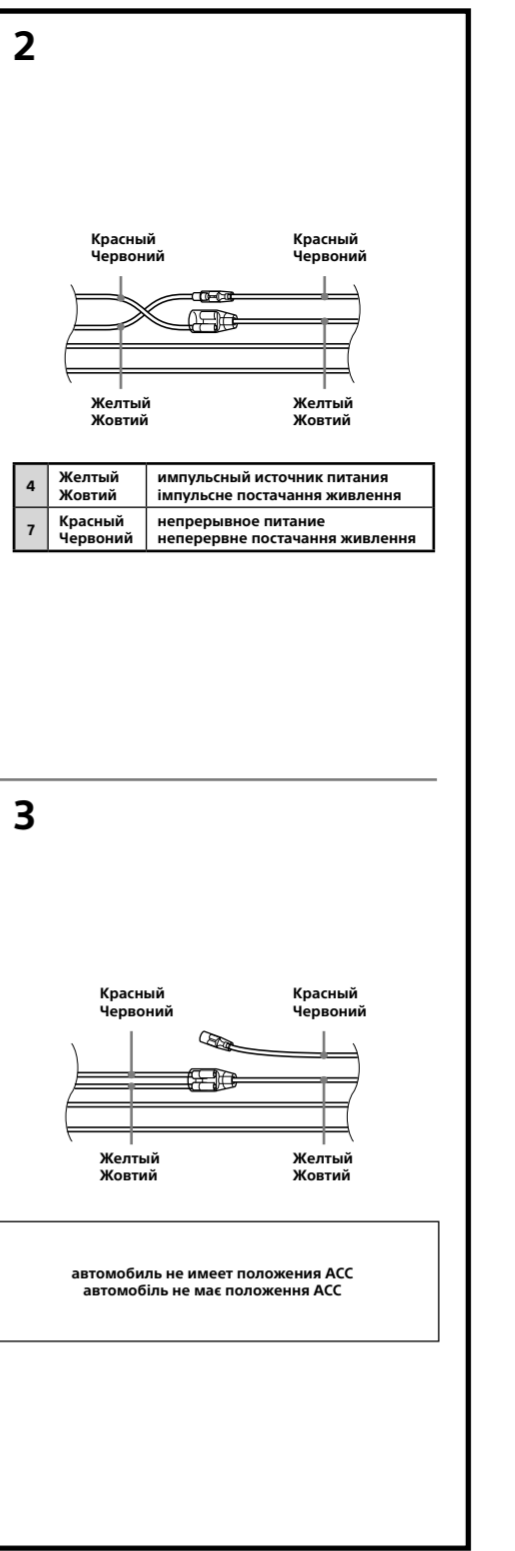 2
Красный
Червоний
Красный
Червоний
Желтый
Жовтий
Желтый
Жовтий
4 Желтый импульсный источник питания
Жовтий імпульсне постачання живлення
7 Красный непрерывное питание
Червоний неперервне постачання живлення
3
Красный
Червоний
Красный
Червоний
Желтый
Жовтий
Желтый
Жовтий
автомобиль не имеет положения ACC
автомобіль не має положення ACC